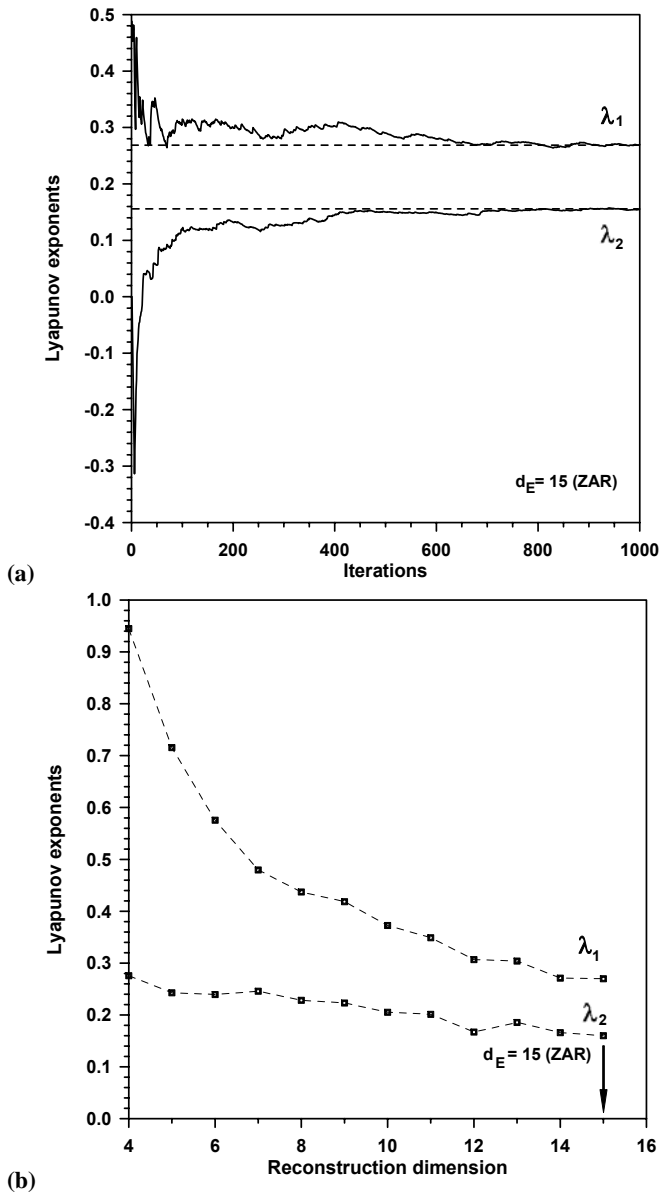 0.5
0.4
0.3
0.2
0.1
0.0
-0.1
-0.2
-0.3
-0.4
Lyapunov exponents
λ1
λ2
dE= 15 (ZAR)
0 200 400 600 800 1000
Iterations
(a)
1.0
0.9
0.8
0.7
0.6
0.5
0.4
0.3
0.2
0.1
0.0
Lyapunov exponents
λ1
λ2
dE = 15 (ZAR)
4 6 8 10 12 14 16
Reconstruction dimension
(b)